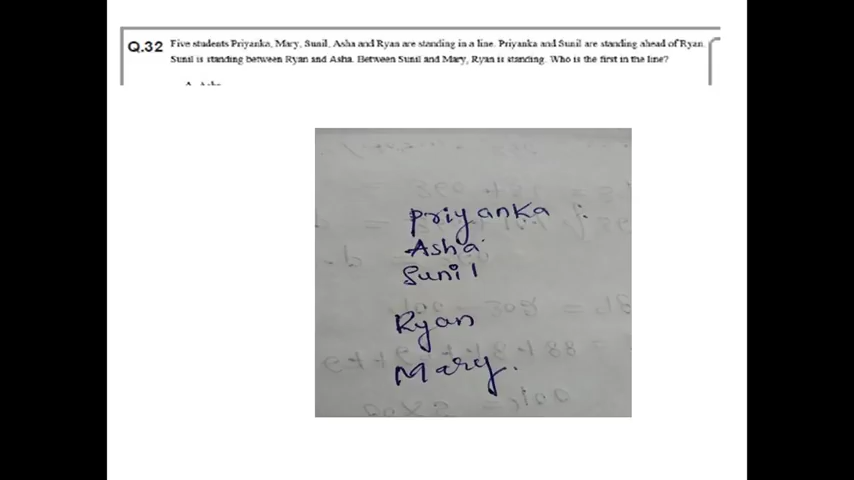 Q.32 Five students Priyanka, Mary, Sunil, Asha and Ryan are standing in a line. Priyanka and Sunil are standing ahead of Ryan.
Sunil is standing between Ryan and Asha. Between Sunil and Mary, Ryan is standing. Who is the first in the line?
Priyanka
Asha
Sunil
Ryan
Mary.